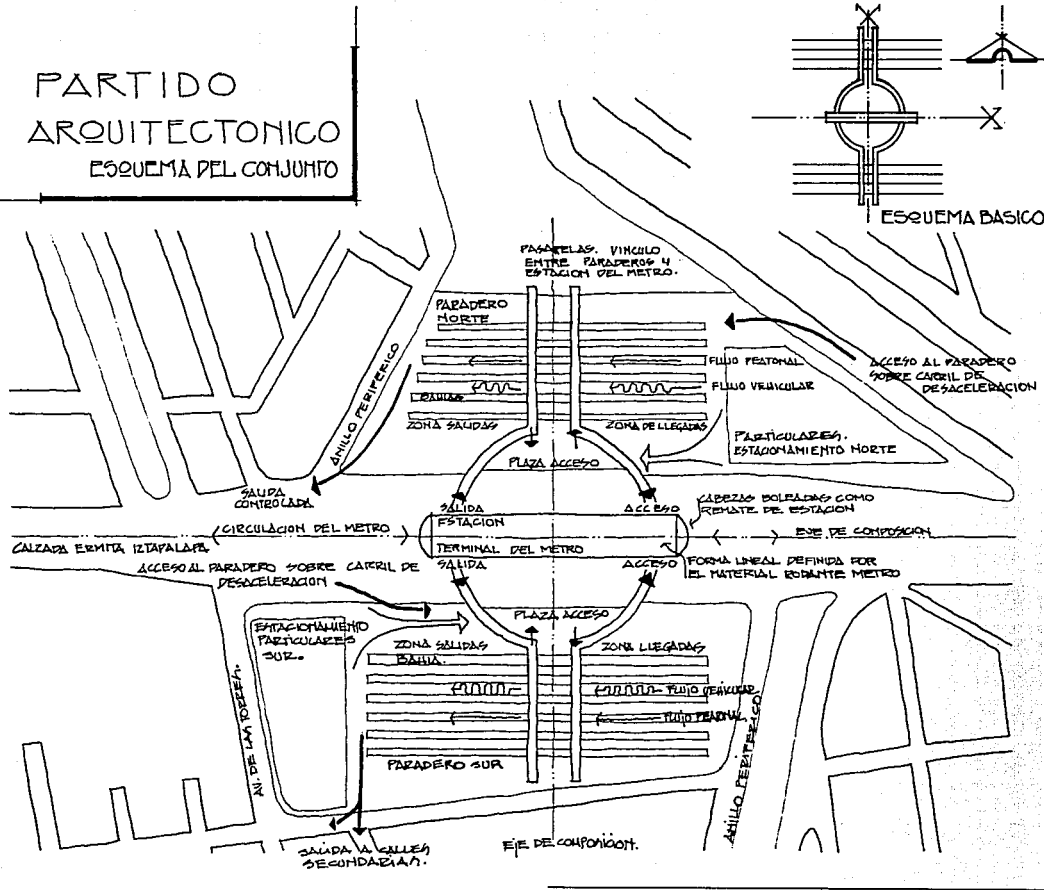 PARTIDO
ARQUITECTONICO
ESQUEMA DEL CONJUNTO
ESQUEMA BASICO
PASARELAS. VINCULO
ENTRE PARADEROS Y
ESTACION DEL METRO.
PARADERO
NORTE
ANILLO PERIFERICO
FLUJO PEATONAL
FLUJO VEHICULAR
ACCESO AL PARADERO
SOBRE CARRIL DE
DESACELERACION
BAHIAS
ZONA SALIDAS
ZONA DE LLEGADAS
PARTICULARES.
ESTACIONAMIENTO NORTE
PLAZA ACCESO
SALIDA
CONTROLADA
SALIDA
ACCESO
CABEZAS BOLEADAS COMO
REMATE DE ESTACION
ESTACION
CIRCULACION DEL METRO
EJE DE COMPOSICION
CALZADA ERMITA IZTAPALAPA
TERMINAL DEL METRO
SALIDA
ACCESO
FORMA LINEAL DEFINIDA POR
EL MATERIAL RODANTE METRO
ACCESO AL PARADERO SOBRE CARRIL DE
DESACELERACION
PLAZA ACCESO
ESTACIONAMIENTO
PARTICULARES
SUR.
ZONA SALIDAS
BAHIA.
ZONA LLEGADAS
FLUJO VEHICULAR
FLUJO PEATONAL
AV. DE LAS TORRES.
PARADERO SUR
ANILLO PERIFERICO
SALIDA A CALLES
SECUNDARIAS.
EJE DE COMPOSICION.